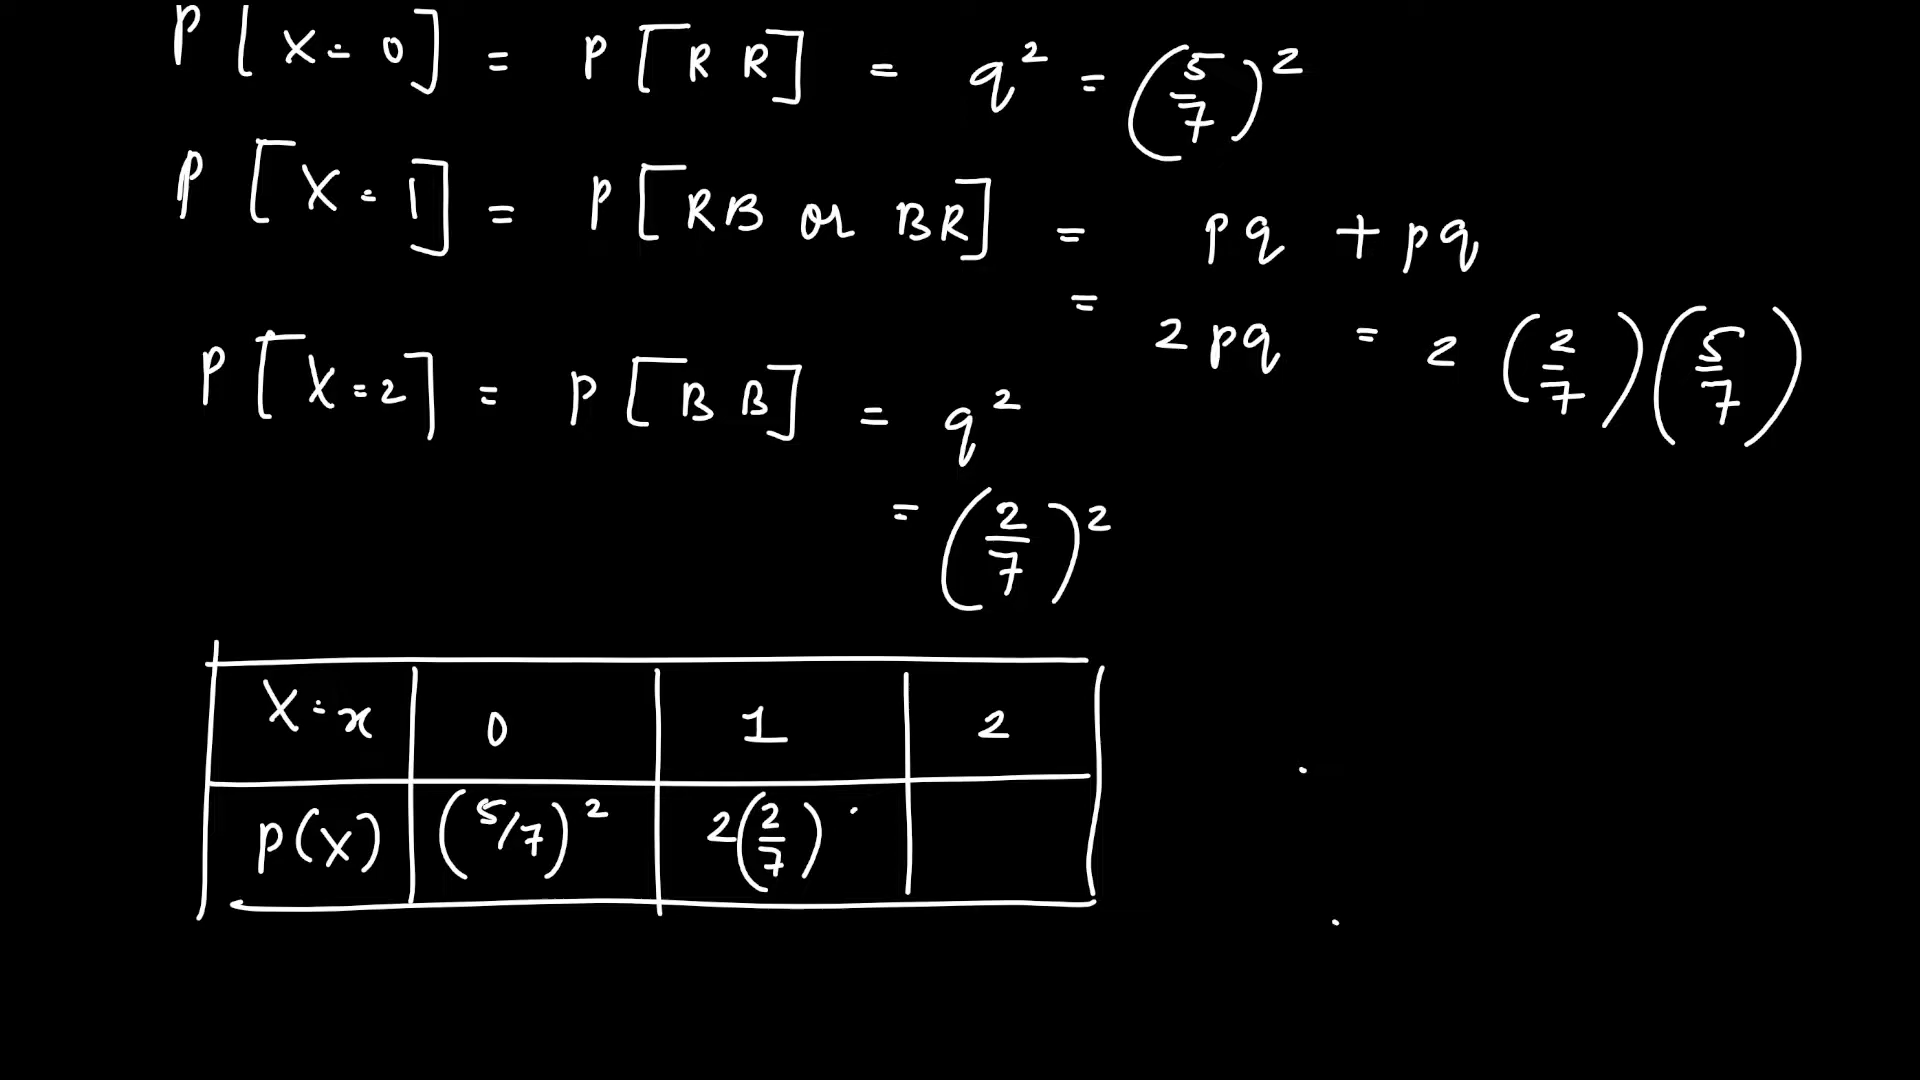 P[X=0] = P[RR] = q² = (5/7)²
P[X=1] = P[RB or BR] = pq + pq
= 2pq = 2(2/7)(5/7)
P[X=2] = P[BB] = q²
= (2/7)²
X=x 0 1 2
P(X) (5/7)² 2(2/7)